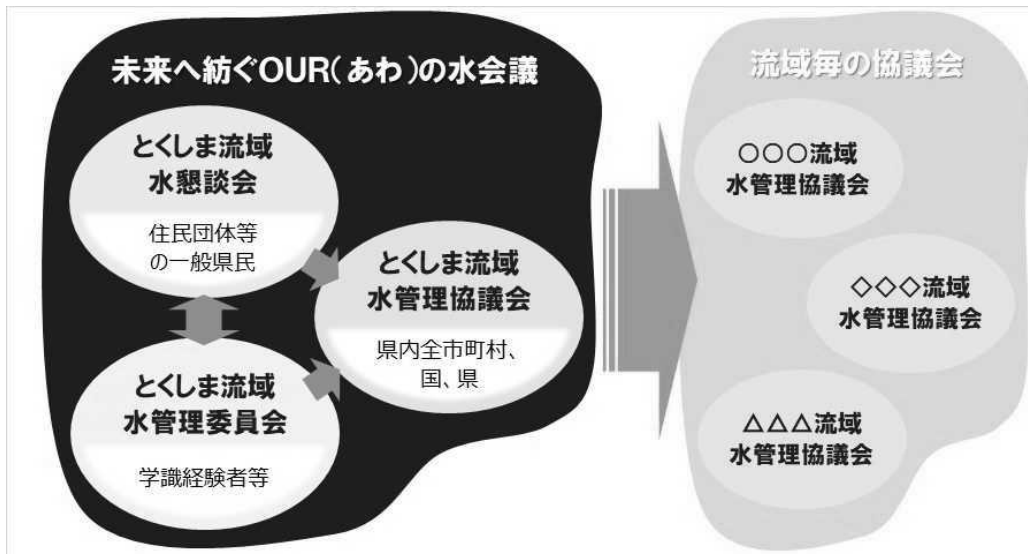 未来へ紡ぐOUR(あわ)の水会議
とくしま流域
水懇談会
住民団体等
の一般県民
とくしま流域
水管理協議会
県内全市町村、
国、県
とくしま流域
水管理委員会
学識経験者等
流域毎の協議会
○○○流域
水管理協議会
◇◇◇流域
水管理協議会
△△△流域
水管理協議会